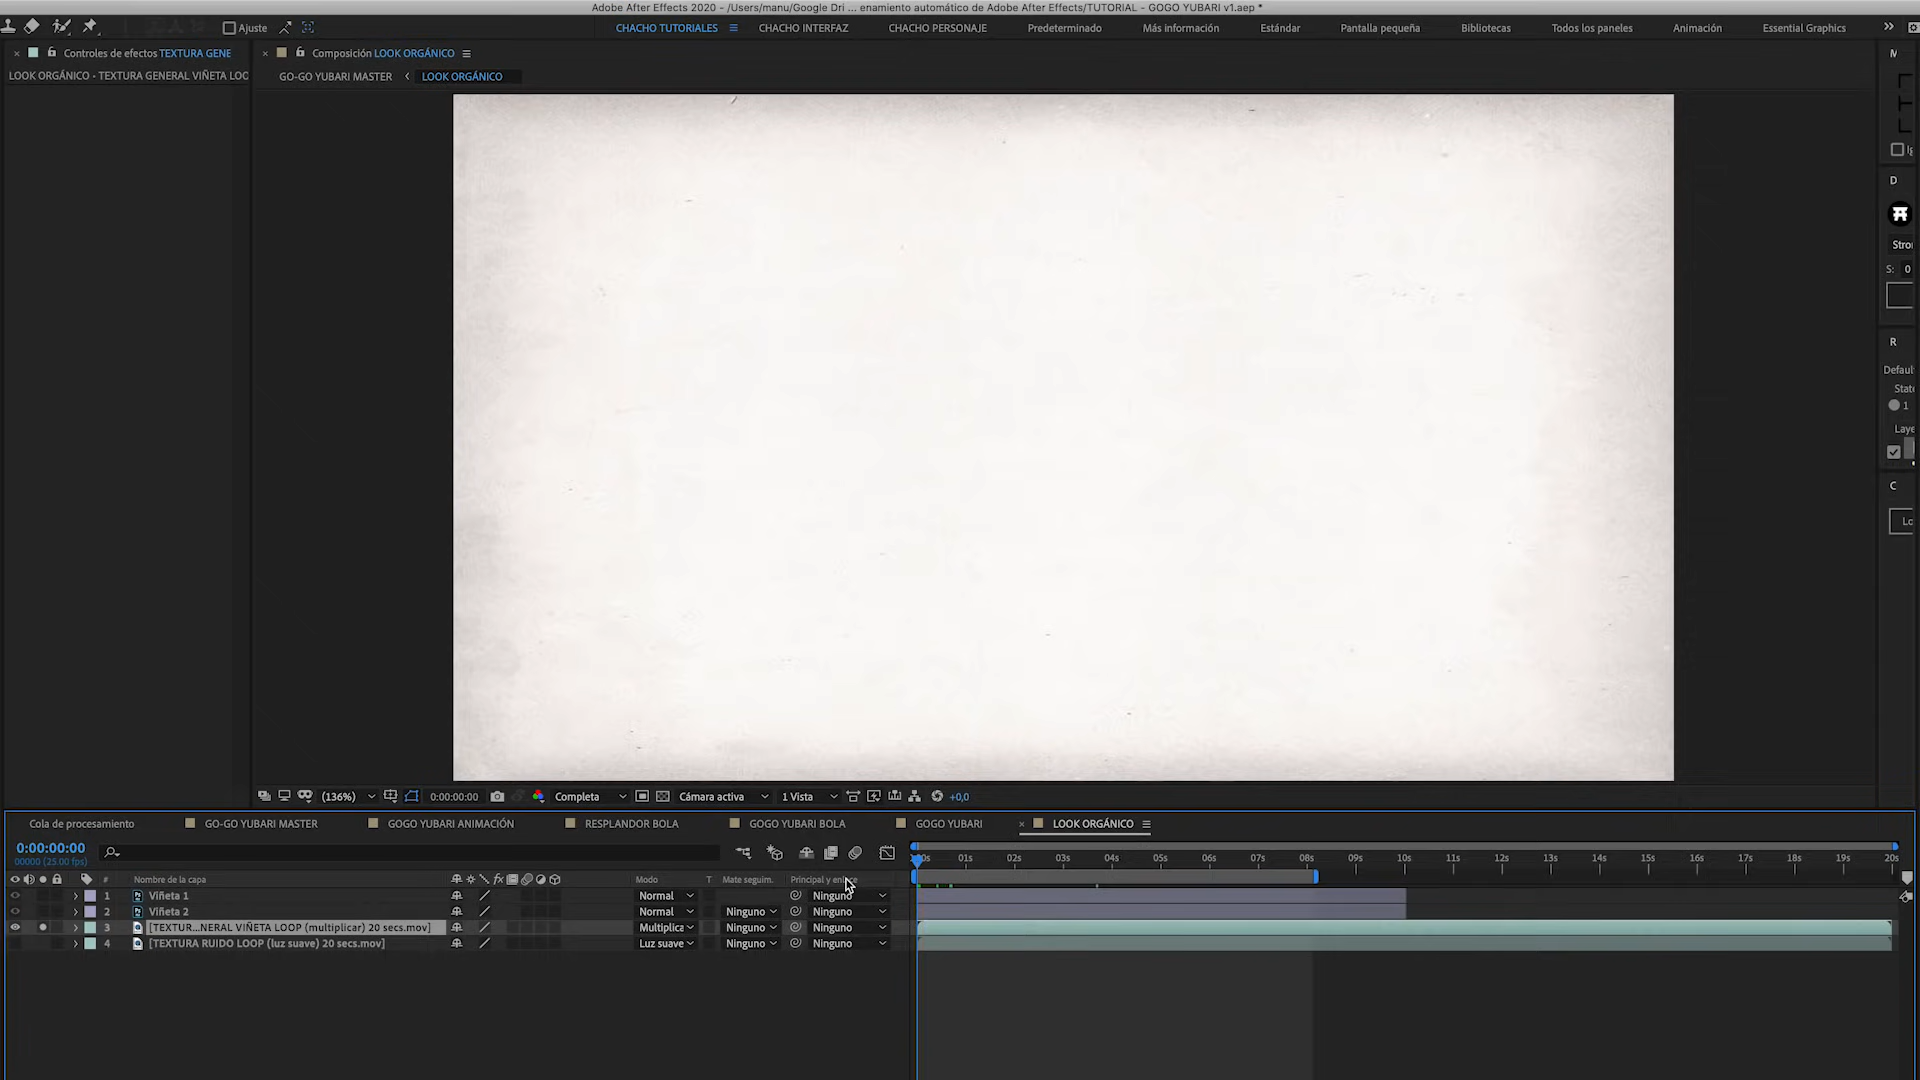 Adobe After Effects 2020 - /Users/manu/Google Dri ... enamiento automático de Adobe After Effects/TUTORIAL - GOGO YUBARI v1.aep *
Ajuste
CHACHO TUTORIALES
CHACHO INTERFAZ
CHACHO PERSONAJE
Predeterminado
Más información
Estándar
Pantalla pequeña
Bibliotecas
Todos los paneles
Animación
Essential Graphics
Controles de efectos TEXTURA GENE
Composición LOOK ORGÁNICO
M
LOOK ORGÁNICO - TEXTURA GENERAL VIÑETA LOO
GO-GO YUBARI MASTER
LOOK ORGÁNICO
D
Stro
S: 0
R
Defaul
State
1
Laye
C
Lo
(136%)
0:00:00:00
Completa
Cámara activa
1 Vista
+0,0
Cola de procesamiento
GO-GO YUBARI MASTER
GOGO YUBARI ANIMACIÓN
RESPLANDOR BOLA
GOGO YUBARI BOLA
GOGO YUBARI
LOOK ORGÁNICO
0:00:00:00
00000 (25.00 fps)
01s 02s 03s 04s 05s 06s 07s 08s 09s 10s 11s 12s 13s 14s 15s 16s 17s 18s 19s 20s
# Nombre de la capa fx Modo T Mate seguim. Principal y enlace
1 Viñeta 1 Normal Ninguno
2 Viñeta 2 Normal Ninguno Ninguno
3 [TEXTUR...NERAL VIÑETA LOOP (multiplicar) 20 secs.mov] Multiplica Ninguno Ninguno
4 [TEXTURA RUIDO LOOP (luz suave) 20 secs.mov] Luz suave Ninguno Ninguno